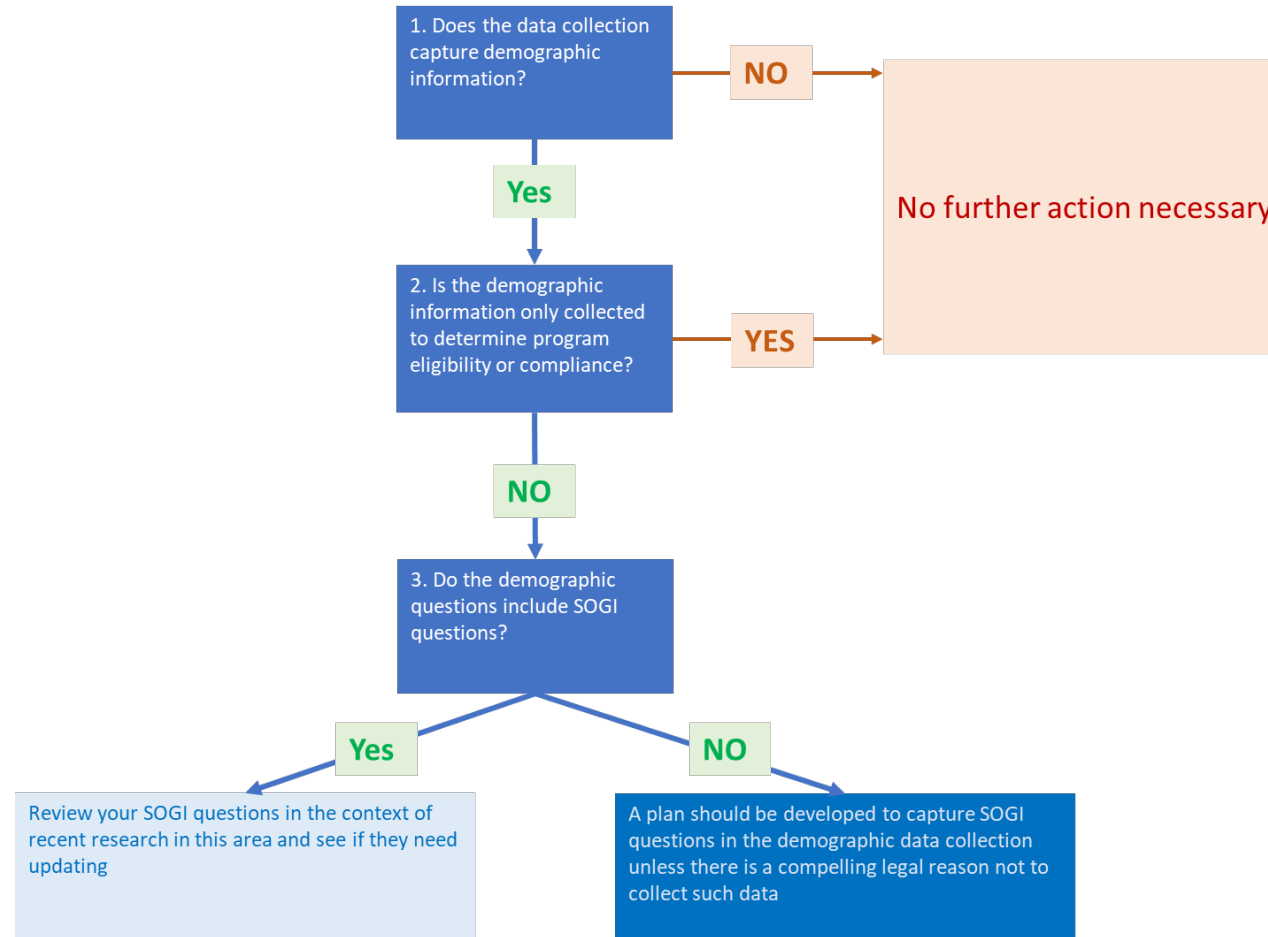 1. Does the data collection
capture demographic
information?
NO
No further action necessary
Yes
2. Is the demographic
information only collected
to determine program
eligibility or compliance?
YES
NO
3. Do the demographic
questions include SOGI
questions?
Yes
NO
Review your SOGI questions in the context of
recent research in this area and see if they need
updating
A plan should be developed to capture SOGI
questions in the demographic data collection
unless there is a compelling legal reason not to
collect such data